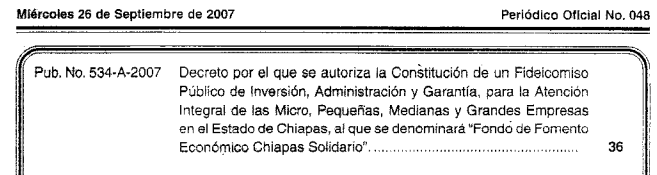 Miércoles 26 de Septiembre de 2007 Periódico Oficial No. 048
Pub. No. 534-A-2007 Decreto por el que se autoriza la Constitución de un Fideicomiso
Público de Inversión, Administración y Garantía, para la Atención
Integral de las Micro, Pequeñas, Medianas y Grandes Empresas
en el Estado de Chiapas, al que se denominará "Fondo de Fomento
Económico Chiapas Solidario"........................................................ 36